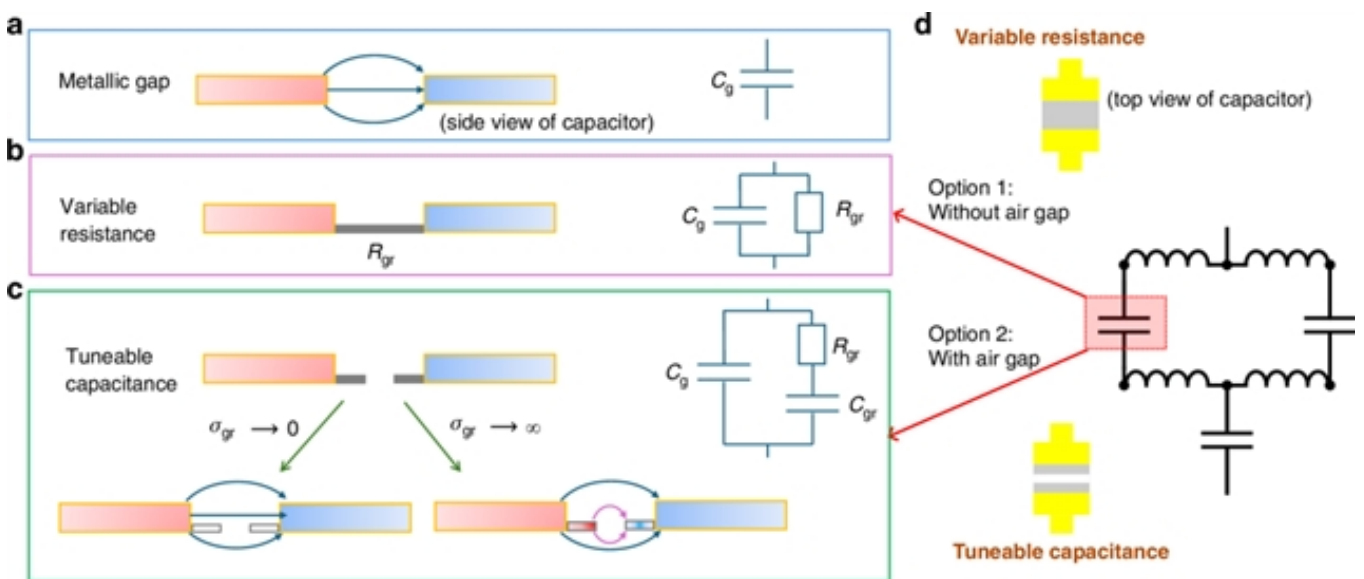 a
Metallic gap
(side view of capacitor)
Cg
b
Variable
resistance
Rgr
Cg
Rgr
c
Tuneable
capacitance
σgr → 0
σgr → ∞
Cg
Rgr
Cgr
d
Variable resistance
(top view of capacitor)
Option 1:
Without air gap
Option 2:
With air gap
Tuneable capacitance